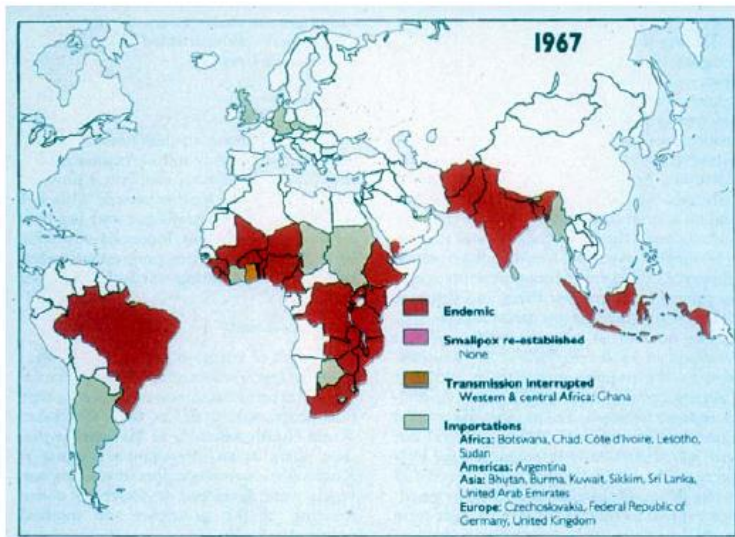 1967
Endemic
Smallpox re-established
None
Transmission interrupted
Western & central Africa: Ghana
Importations
Africa: Botswana, Chad, Côte d'Ivoire, Lesotho,
Sudan
Americas: Argentina
Asia: Bhutan, Burma, Kuwait, Sikkim, Sri Lanka,
United Arab Emirates
Europe: Czechoslovakia, Federal Republic of
Germany, United Kingdom